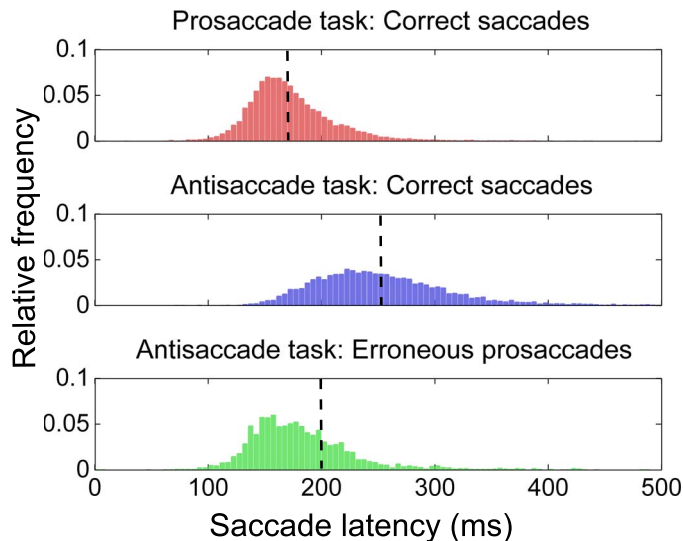 Prosaccade task: Correct saccades
0.1
0.05
0
Antisaccade task: Correct saccades
0.1
0.05
0
Relative frequency
Antisaccade task: Erroneous prosaccades
0.1
0.05
0
0 100 200 300 400 500
Saccade latency (ms)